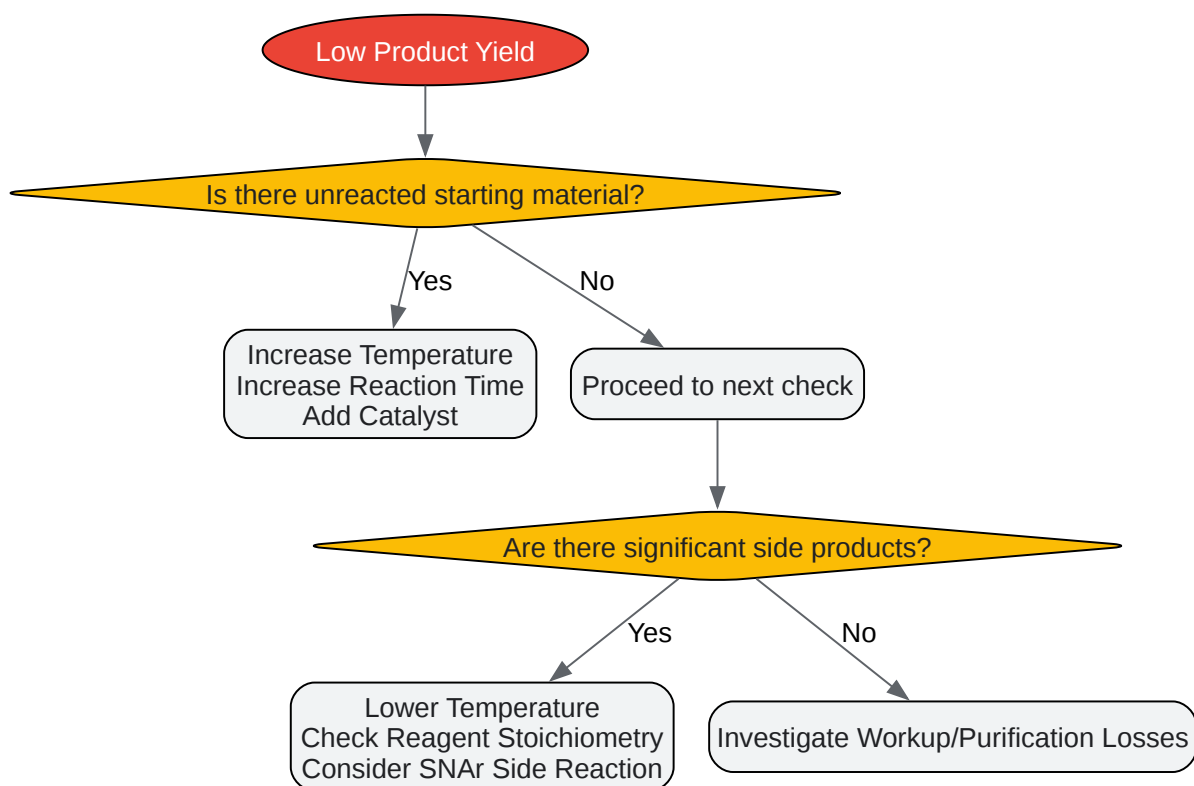 Low Product Yield
Is there unreacted starting material?
Yes
No
Increase Temperature
Increase Reaction Time
Add Catalyst
Proceed to next check
Are there significant side products?
Yes
No
Lower Temperature
Check Reagent Stoichiometry
Consider SNAr Side Reaction
Investigate Workup/Purification Losses